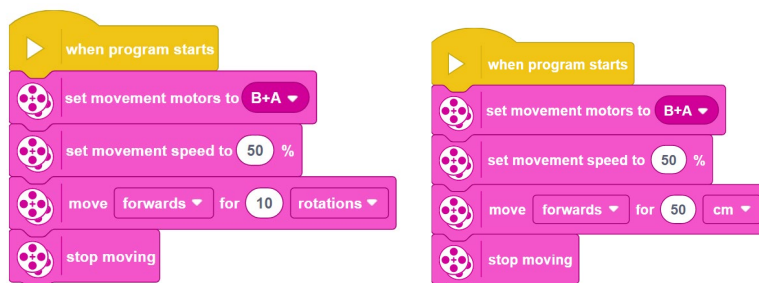 when program starts
set movement motors to B+A
set movement speed to 50 %
move forwards for 10 rotations
stop moving
when program starts
set movement motors to B+A
set movement speed to 50 %
move forwards for 50 cm
stop moving